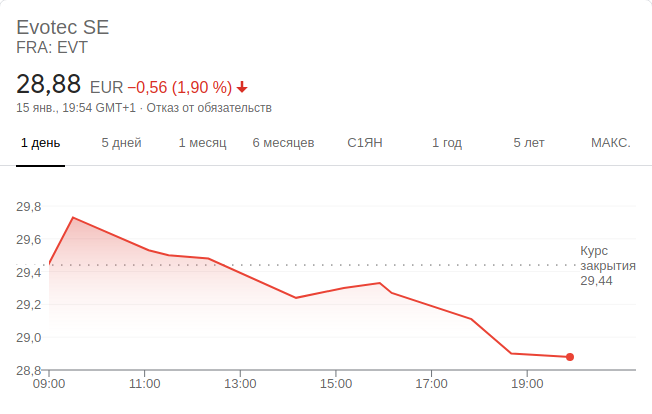 Evotec SE
FRA: EVT
28,88 EUR −0,56 (1,90 %)
15 янв., 19:54 GMT+1 · Отказ от обязательств
1 день 5 дней 1 месяц 6 месяцев С1ЯН 1 год 5 лет МАКС.
29,8
29,6
Курс
закрытия
29,44
29,4
29,2
29,0
28,8
09:00 11:00 13:00 15:00 17:00 19:00